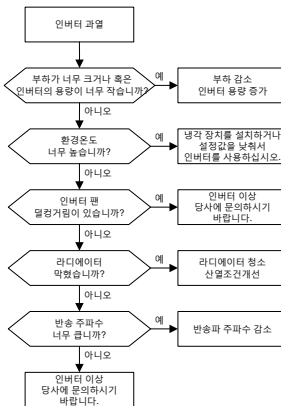 인버터 과열
부하가 너무 크거나 혹은
인버터의 용량이 너무 작습니까?
예
부하 감소
인버터 용량 증가
아니오
환경온도
너무 높습니까?
예
냉각 장치를 설치하거나
설정값을 낮춰서
인버터를 사용하십시오.
아니오
인버터 팬
덜컹거림이 있습니까?
예
인버터 이상
당사에 문의하시기
바랍니다.
아니오
라디에이터
막혔습니까?
예
라디에이터 청소
산열조건개선
아니오
반송 주파수
너무 큽니까?
예
반송파 주파수 감소
아니오
인버터 이상
당사에 문의하시기
바랍니다.